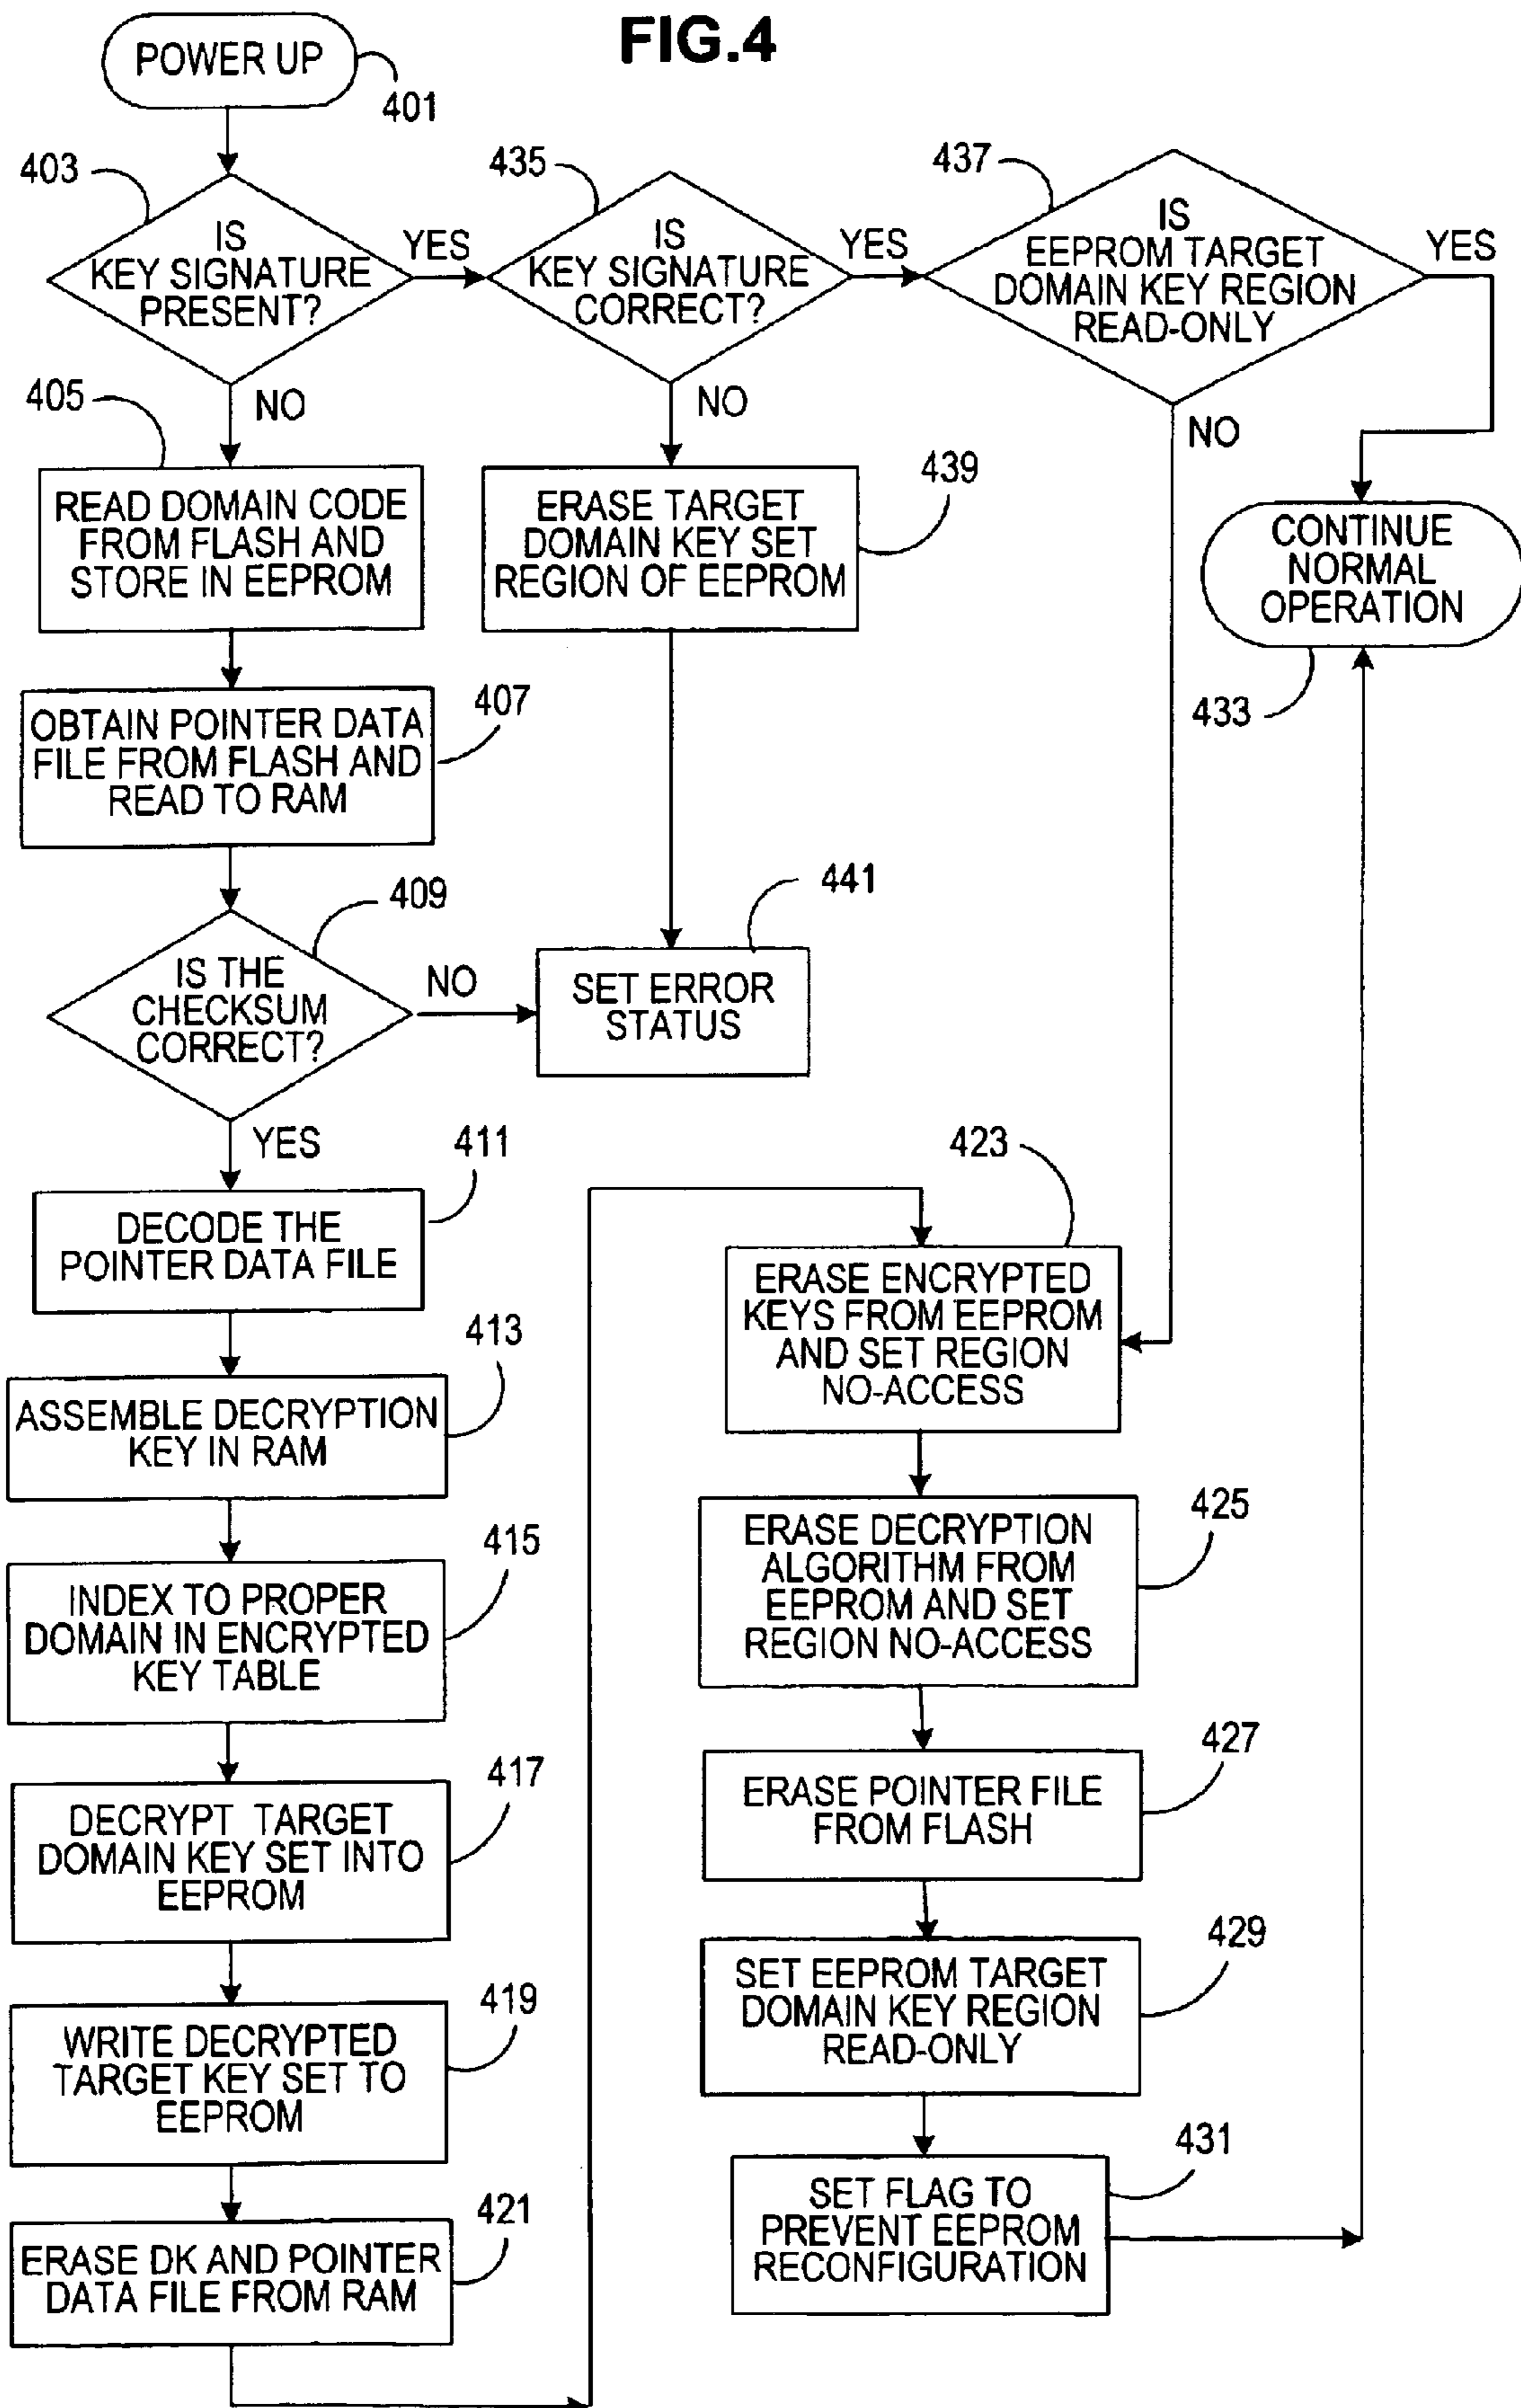 FIG.4
POWER UP
401
403
IS
KEY SIGNATURE
PRESENT?
YES
NO
435
IS
KEY SIGNATURE
CORRECT?
YES
NO
437
IS
EEPROM TARGET
DOMAIN KEY REGION
READ-ONLY
YES
NO
405
READ DOMAIN CODE
FROM FLASH AND
STORE IN EEPROM
439
ERASE TARGET
DOMAIN KEY SET
REGION OF EEPROM
CONTINUE
NORMAL
OPERATION
433
407
OBTAIN POINTER DATA
FILE FROM FLASH AND
READ TO RAM
409
IS THE
CHECKSUM
CORRECT?
NO
YES
441
SET ERROR
STATUS
411
DECODE THE
POINTER DATA FILE
413
ASSEMBLE DECRYPTION
KEY IN RAM
415
INDEX TO PROPER
DOMAIN IN ENCRYPTED
KEY TABLE
417
DECRYPT TARGET
DOMAIN KEY SET INTO
EEPROM
419
WRITE DECRYPTED
TARGET KEY SET TO
EEPROM
421
ERASE DK AND POINTER
DATA FILE FROM RAM
423
ERASE ENCRYPTED
KEYS FROM EEPROM
AND SET REGION
NO-ACCESS
425
ERASE DECRYPTION
ALGORITHM FROM
EEPROM AND SET
REGION NO-ACCESS
427
ERASE POINTER FILE
FROM FLASH
429
SET EEPROM TARGET
DOMAIN KEY REGION
READ-ONLY
431
SET FLAG TO
PREVENT EEPROM
RECONFIGURATION